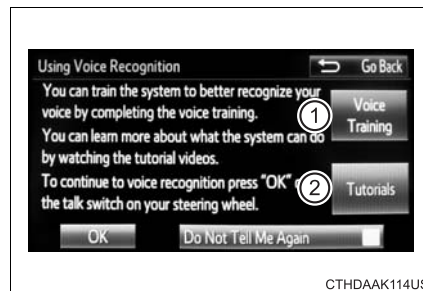 Using Voice Recognition
Go Back
You can train the system to better recognize your
voice by completing the voice training.
You can learn more about what the system can do
by watching the tutorial videos.
To continue to voice recognition press "OK"
the talk switch on your steering wheel.
1
Voice
Training
2
Tutorials
OK
Do Not Tell Me Again
CTHDAAK114US